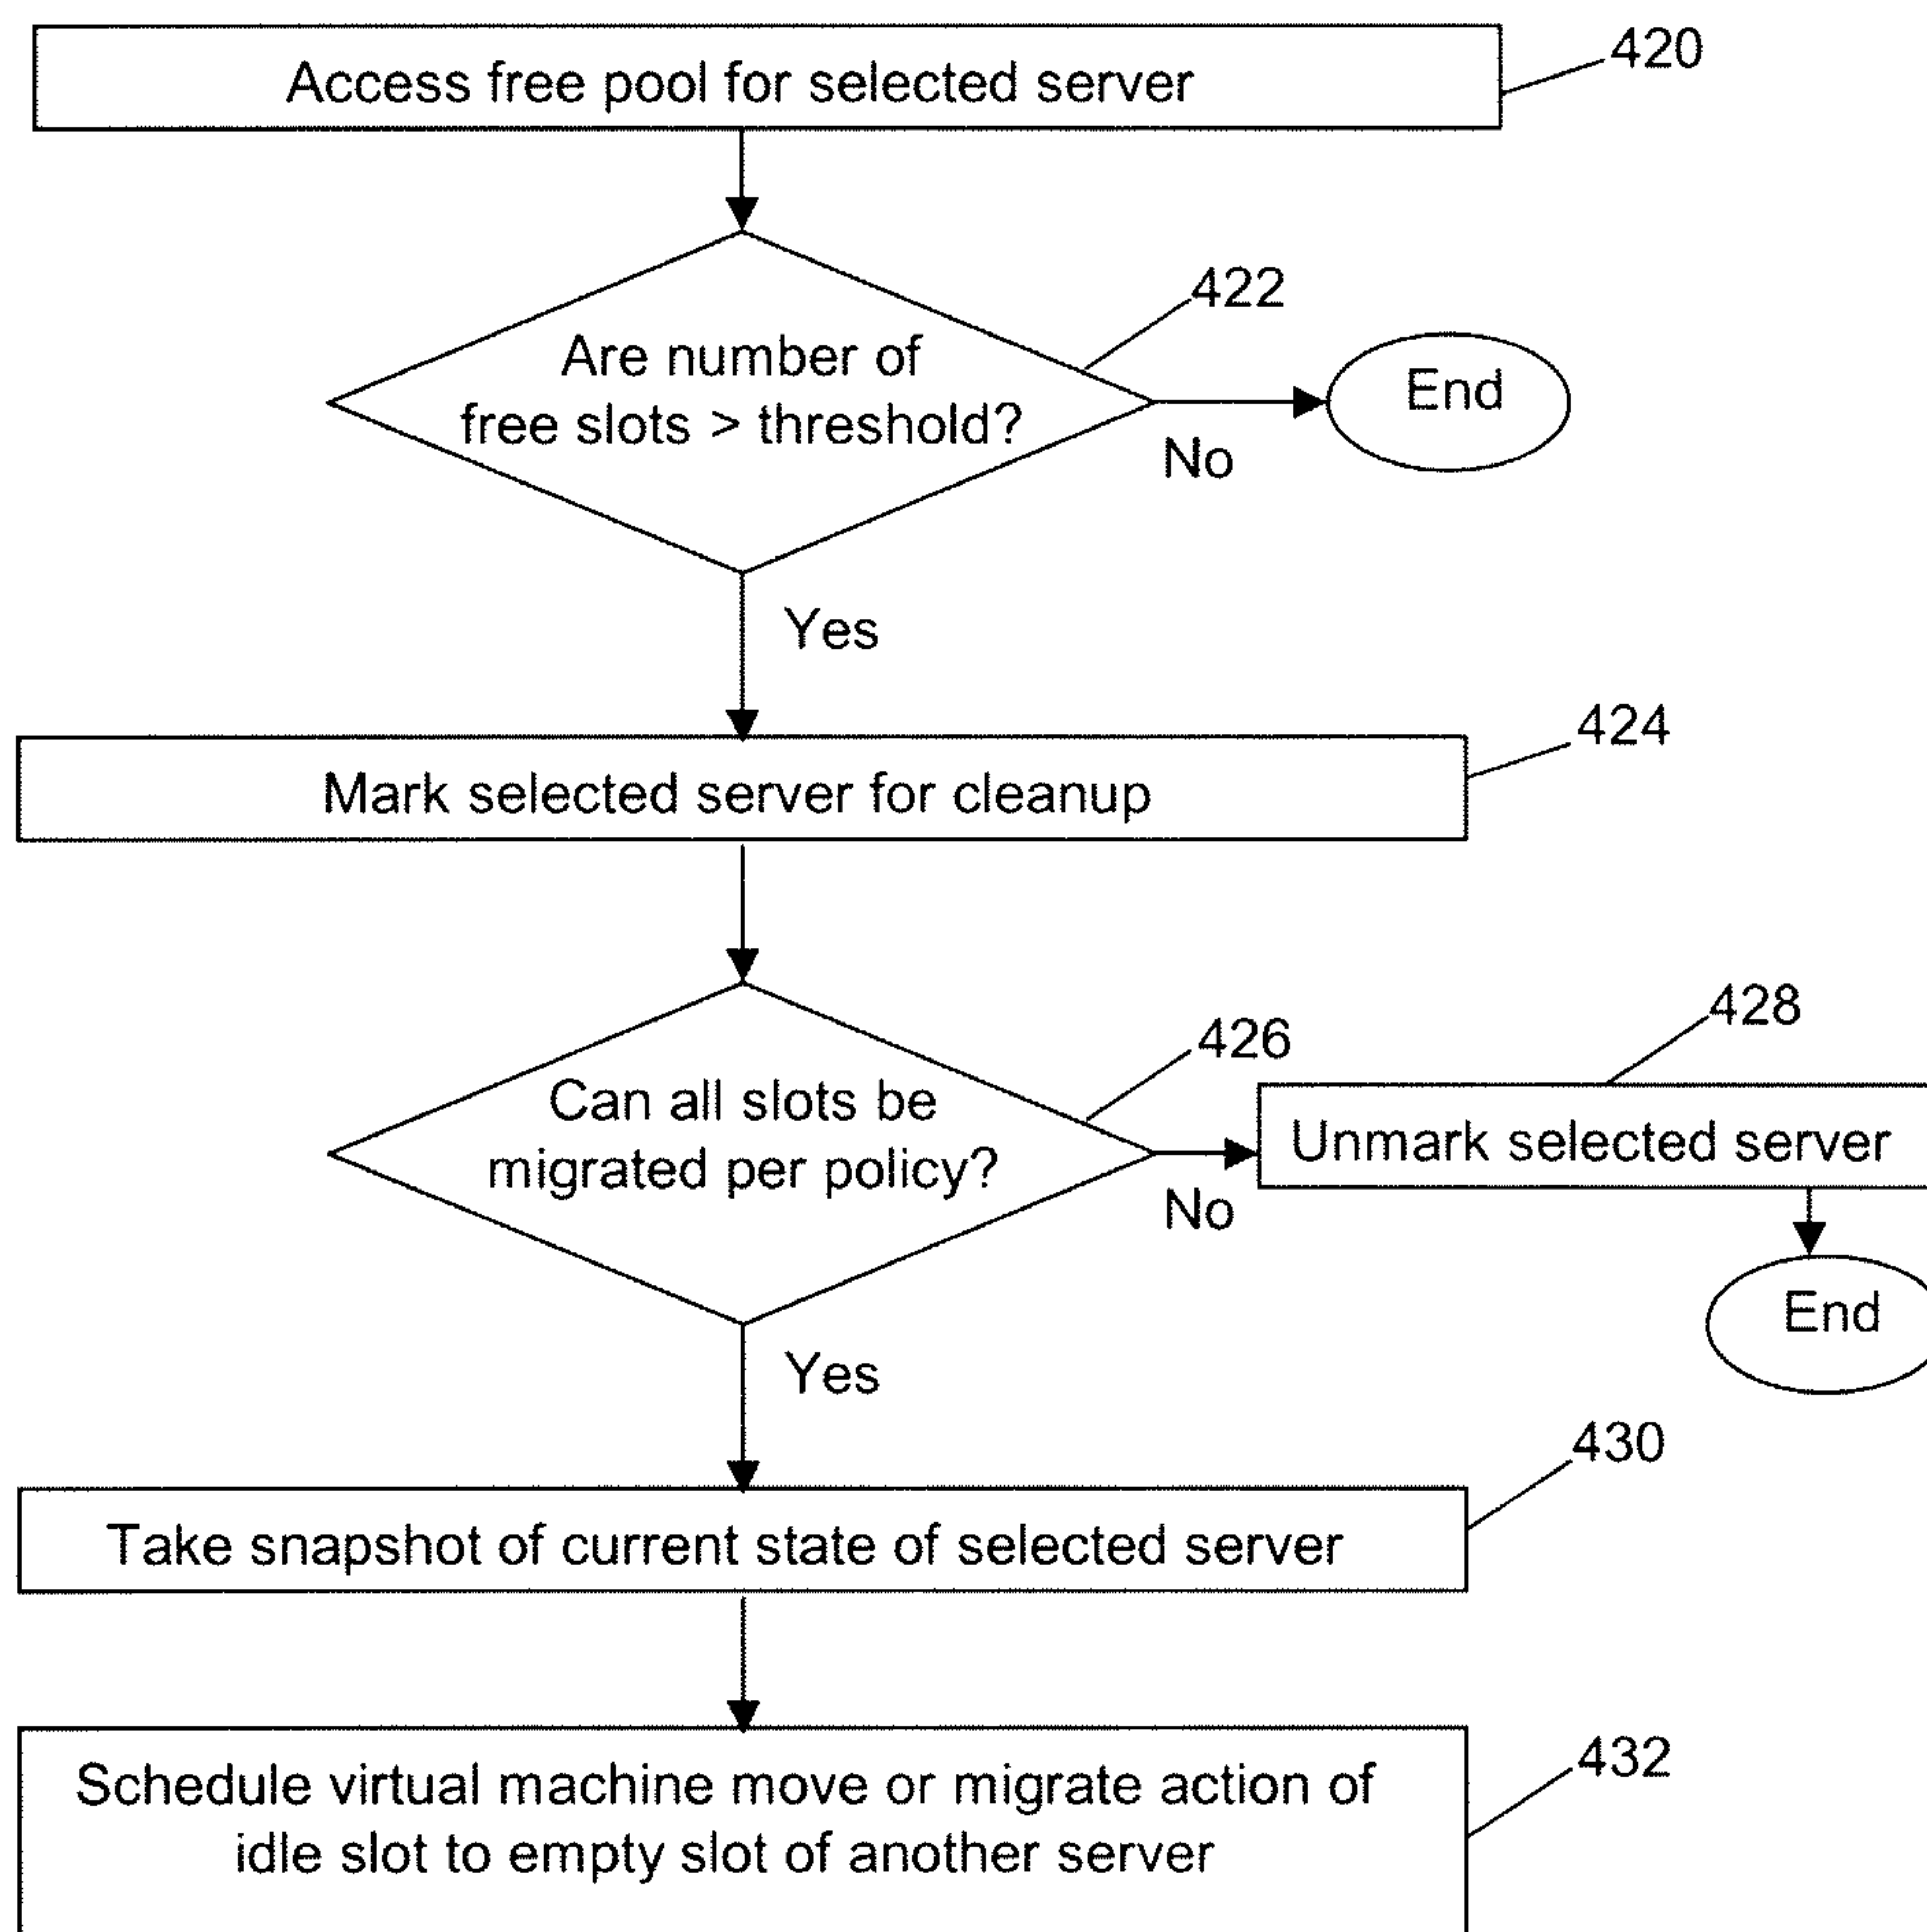 Access free pool for selected server
420
Are number of
free slots > threshold?
422
No
End
Yes
Mark selected server for cleanup
424
Can all slots be
migrated per policy?
426
No
Unmark selected server
428
End
Yes
Take snapshot of current state of selected server
430
Schedule virtual machine move or migrate action of
idle slot to empty slot of another server
432